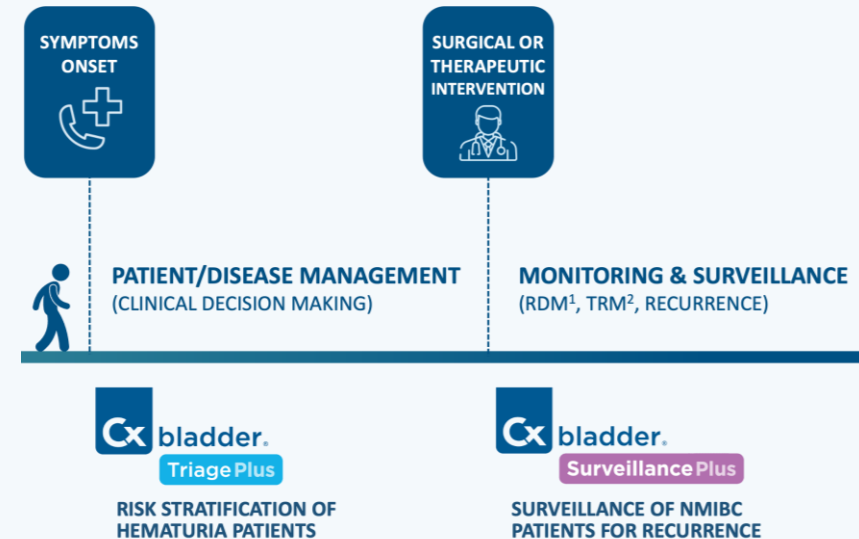 SYMPTOMS
ONSET
SURGICAL OR
THERAPEUTIC
INTERVENTION
PATIENT/DISEASE MANAGEMENT
(CLINICAL DECISION MAKING)
MONITORING & SURVEILLANCE
(RDM¹, TRM², RECURRENCE)
Cx bladder.
Triage Plus
RISK STRATIFICATION OF
HEMATURIA PATIENTS
Cx bladder.
Surveillance Plus
SURVEILLANCE OF NMIBC
PATIENTS FOR RECURRENCE